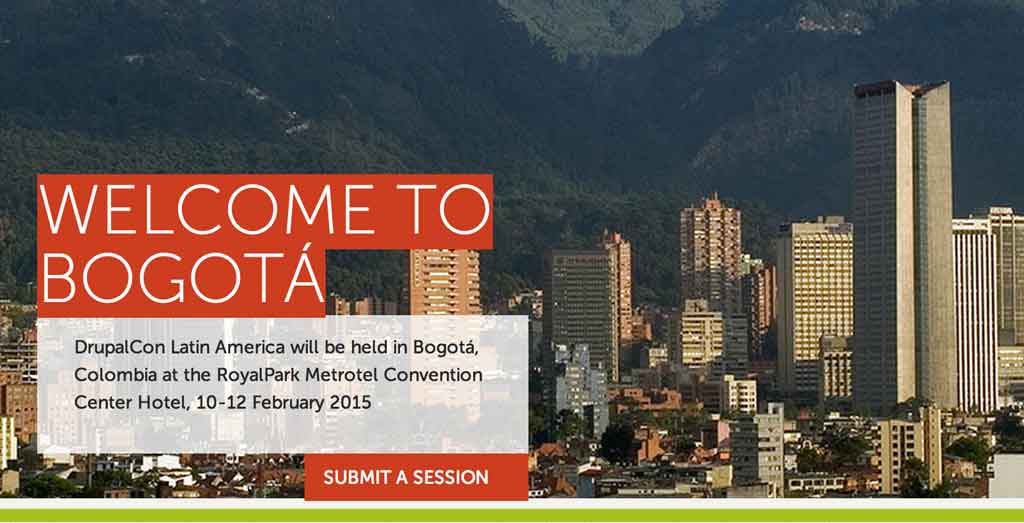 WELCOME TO
BOGOTÁ
DrupalCon Latin America will be held in Bogotá,
Colombia at the RoyalPark Metrotel Convention
Center Hotel, 10-12 February 2015
SUBMIT A SESSION